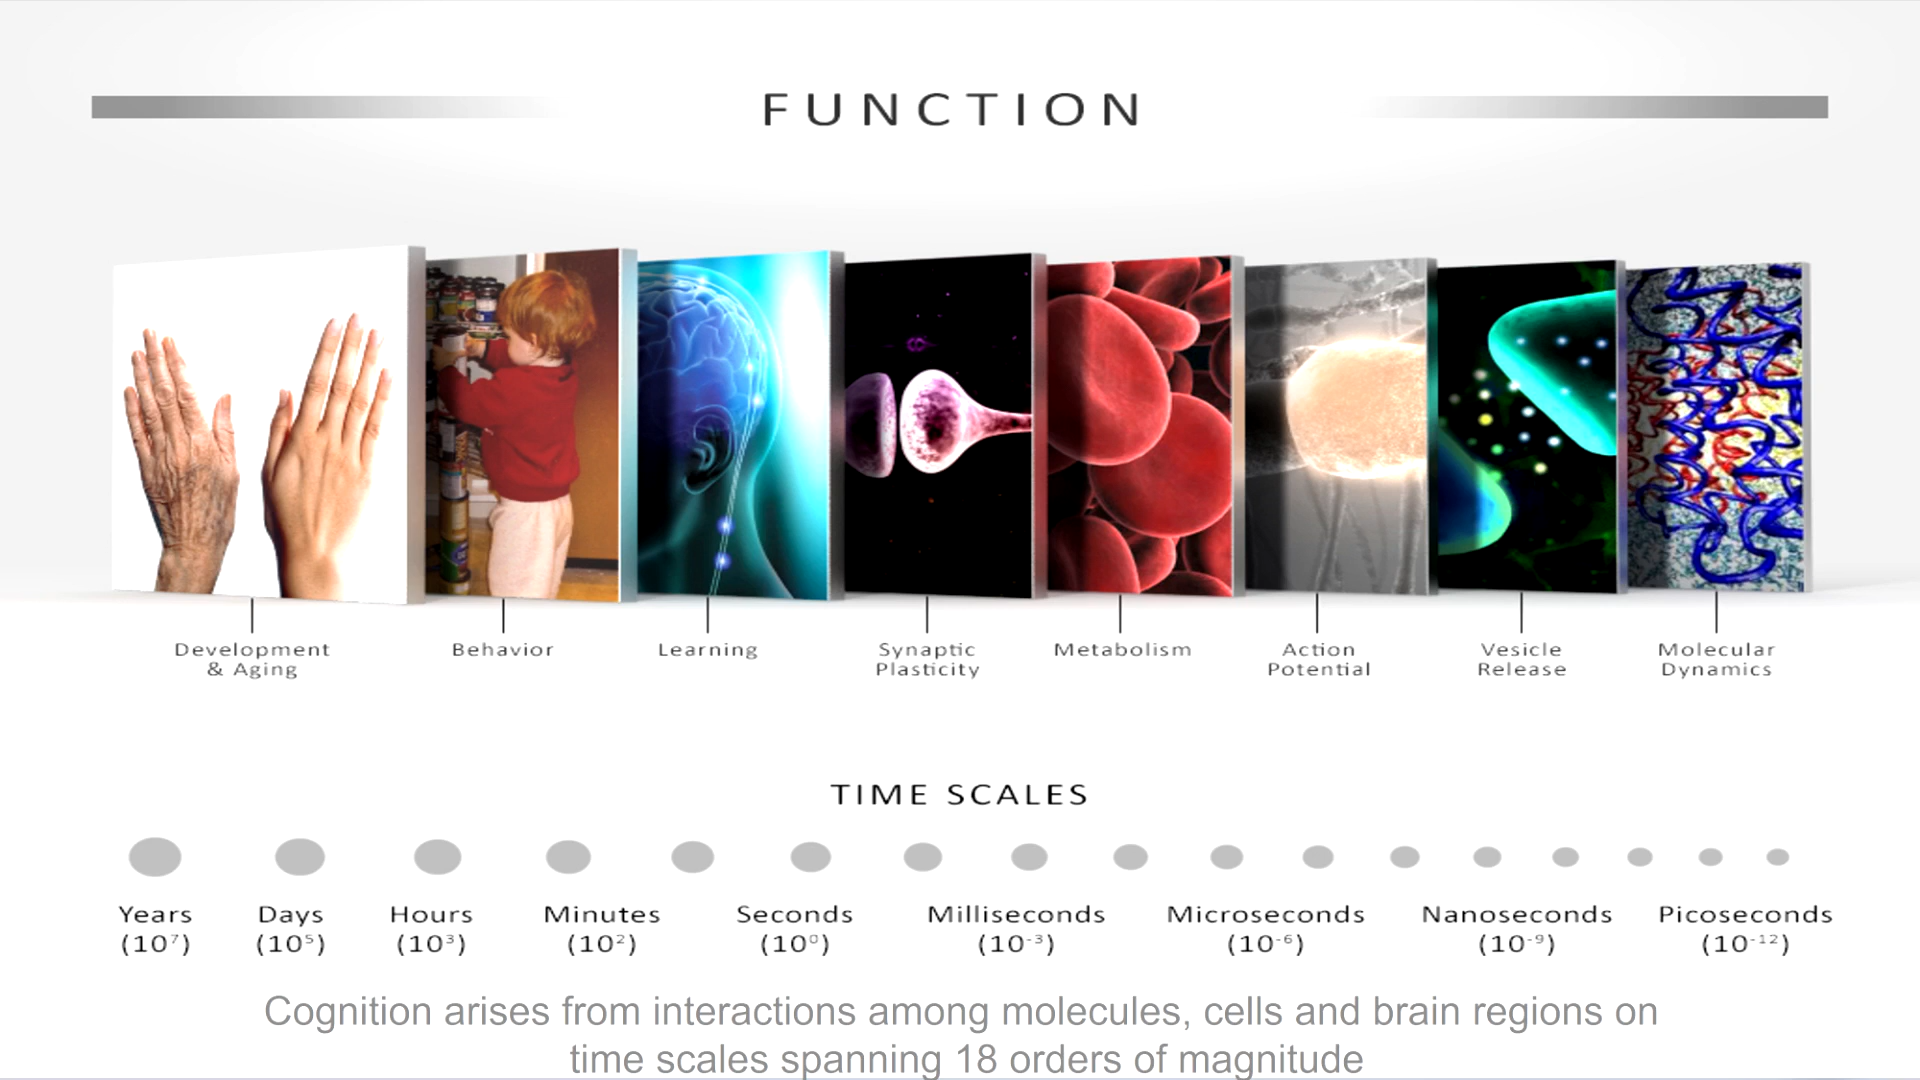 FUNCTION
Development
& Aging
Behavior
Learning
Synaptic
Plasticity
Metabolism
Action
Potential
Vesicle
Release
Molecular
Dynamics
TIME SCALES
Years Days Hours Minutes Seconds Milliseconds Microseconds Nanoseconds Picoseconds
(10⁷) (10⁵) (10³) (10²) (10⁰) (10⁻³) (10⁻⁶) (10⁻⁹) (10⁻¹²)
Cognition arises from interactions among molecules, cells and brain regions on
time scales spanning 18 orders of magnitude